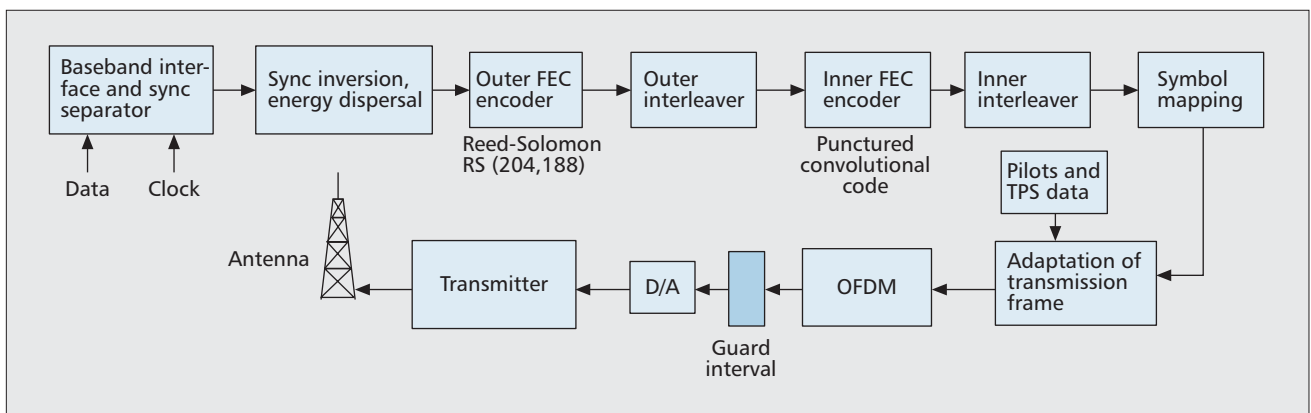 Baseband inter-
face and sync
separator
Sync inversion,
energy dispersal
Outer FEC
encoder
Outer
interleaver
Inner FEC
encoder
Inner
interleaver
Symbol
mapping
Data
Clock
Reed-Solomon
RS (204,188)
Punctured
convolutional
code
Pilots and
TPS data
Antenna
Transmitter
D/A
Guard
interval
OFDM
Adaptation of
transmission
frame